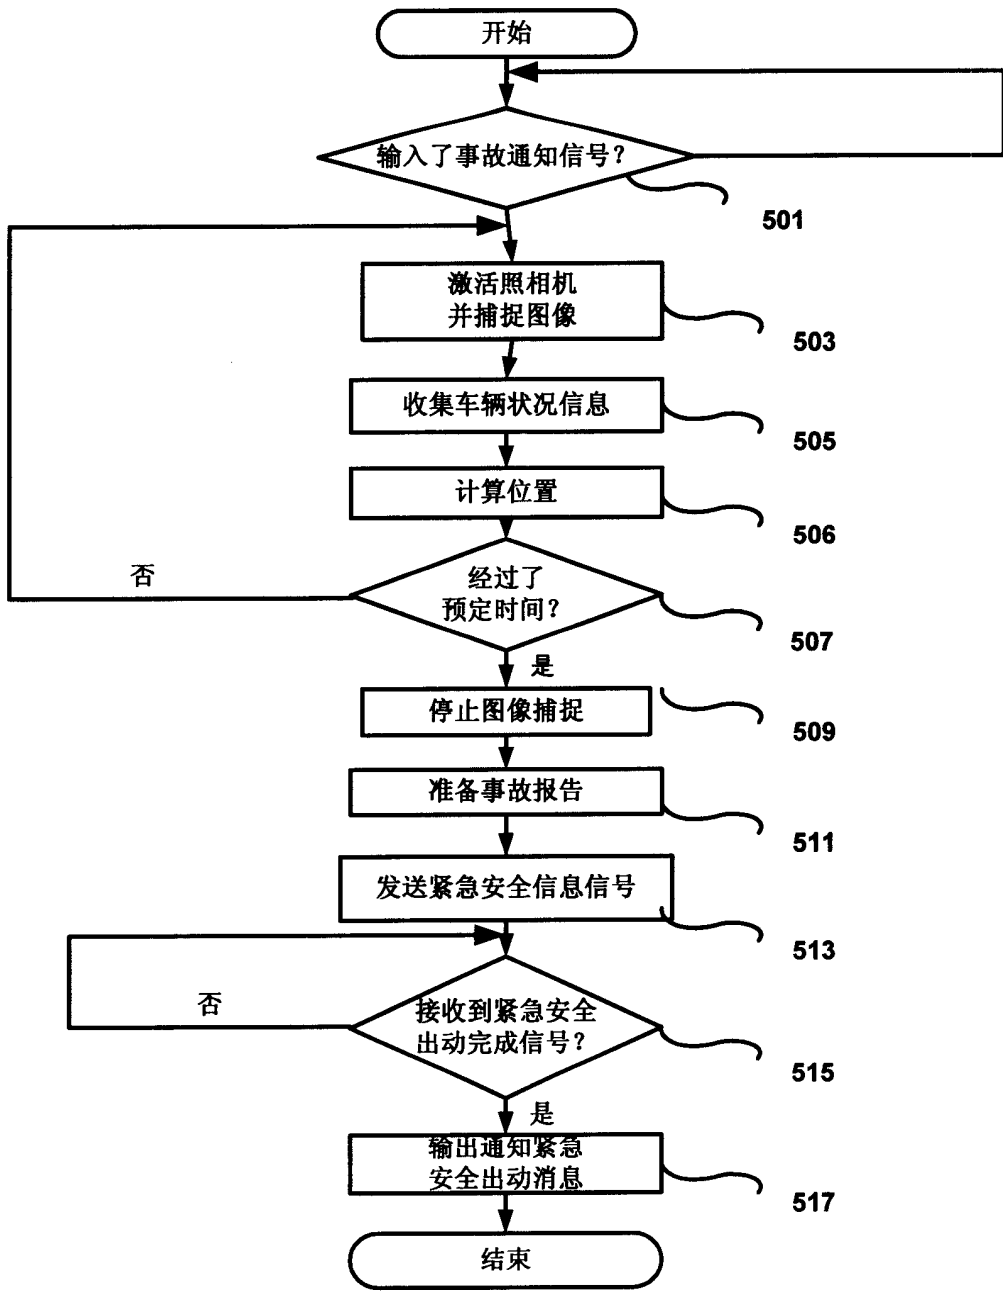 开始
输入了事故通知信号？
501
激活照相机
并捕捉图像
503
收集车辆状况信息
505
计算位置
506
否
经过了
预定时间？
507
是
停止图像捕捉
509
准备事故报告
511
发送紧急安全信息信号
513
否
接收到紧急安全
出动完成信号？
515
是
输出通知紧急
安全出动消息
517
结束